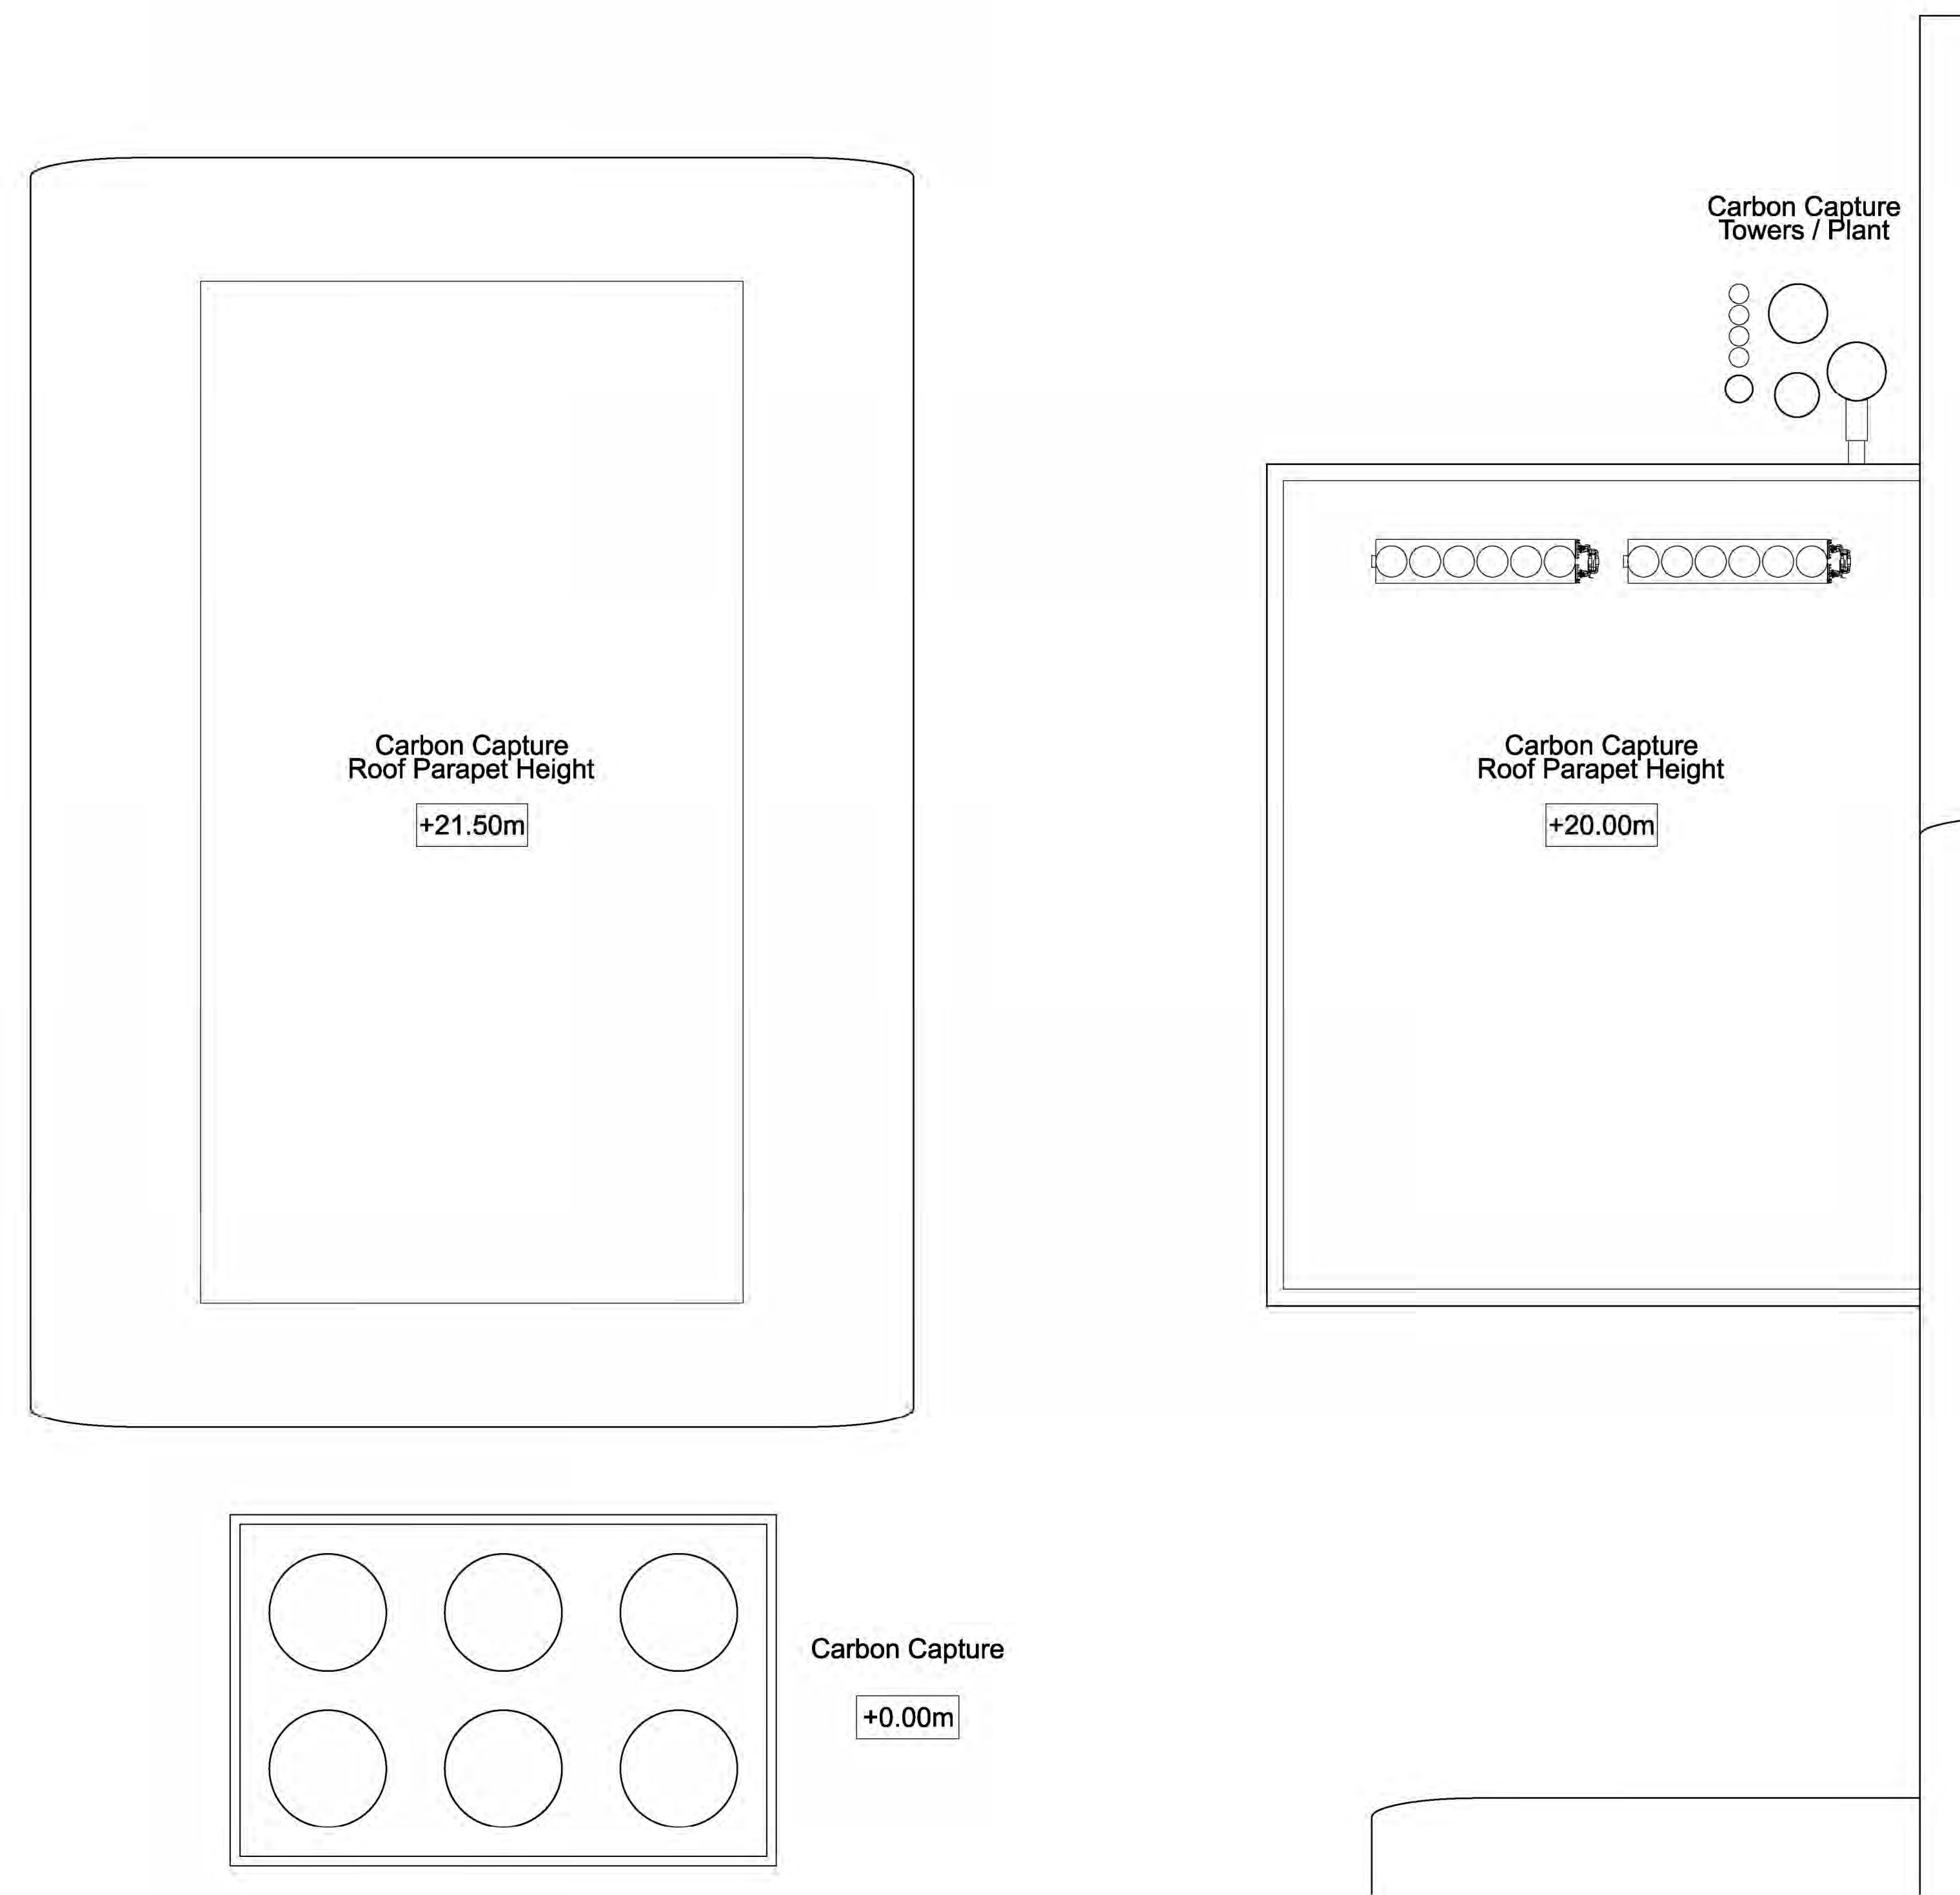 Carbon Capture
Towers / Plant
Carbon Capture
Roof Parapet Height
+21.50m
Carbon Capture
Roof Parapet Height
+20.00m
Carbon Capture
+0.00m